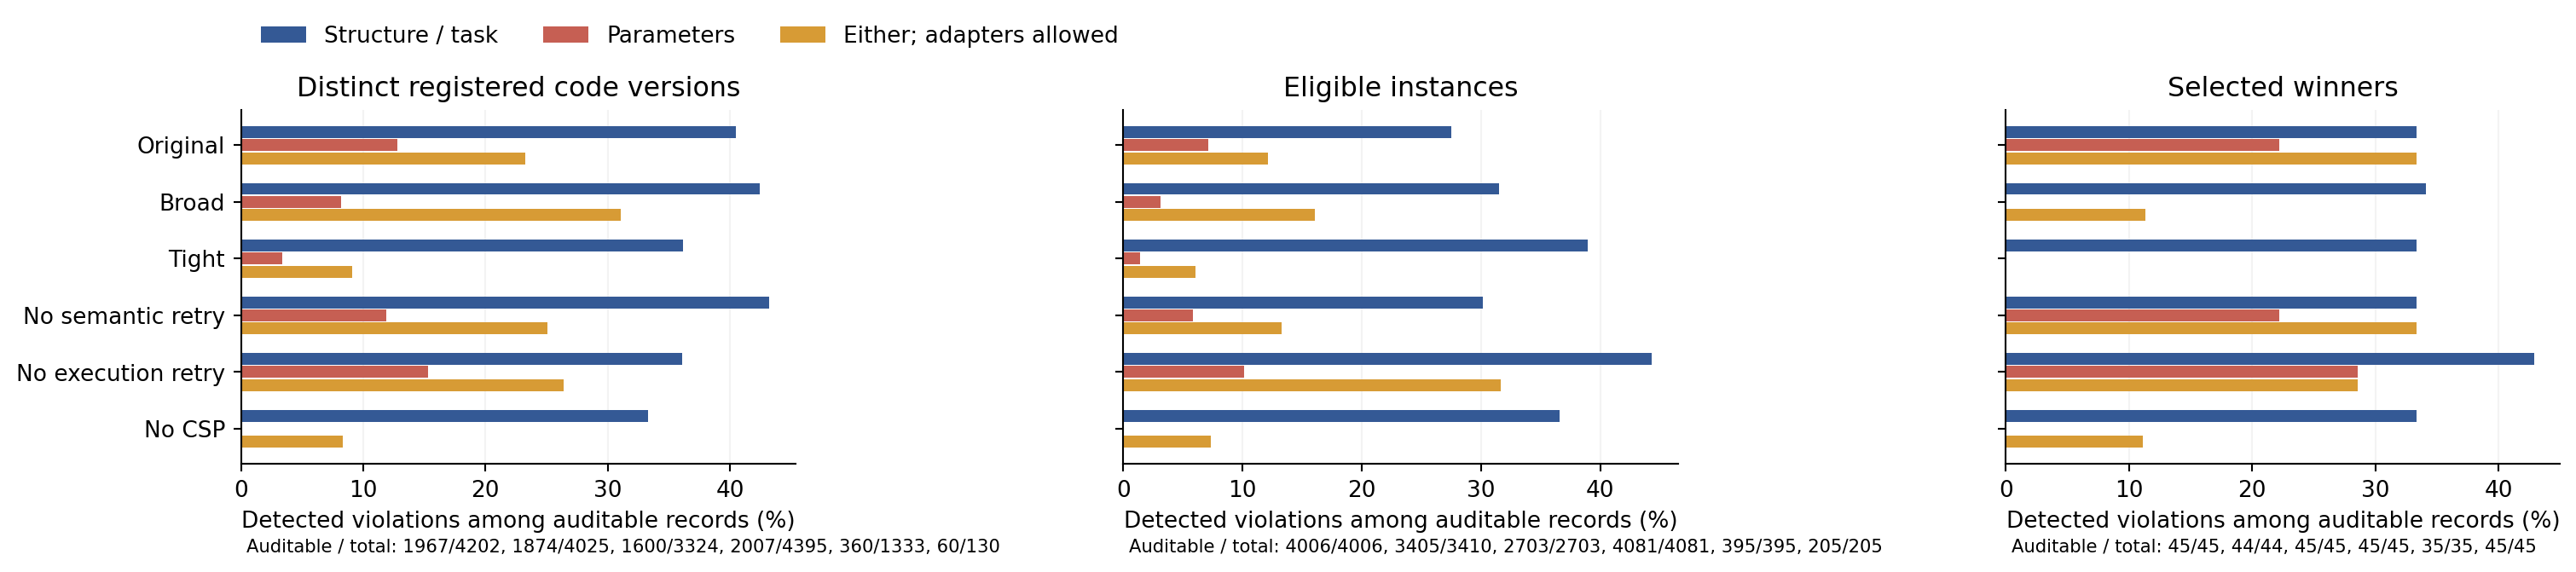 Structure / task Parameters Either; adapters allowed
Distinct registered code versions
Original
Broad
Tight
No semantic retry
No execution retry
No CSP
0 10 20 30 40
Detected violations among auditable records (%)
Auditable / total: 1967/4202, 1874/4025, 1600/3324, 2007/4395, 360/1333, 60/130
Eligible instances
0 10 20 30 40
Detected violations among auditable records (%)
Auditable / total: 4006/4006, 3405/3410, 2703/2703, 4081/4081, 395/395, 205/205
Selected winners
0 10 20 30 40
Detected violations among auditable records (%)
Auditable / total: 45/45, 44/44, 45/45, 45/45, 35/35, 45/45